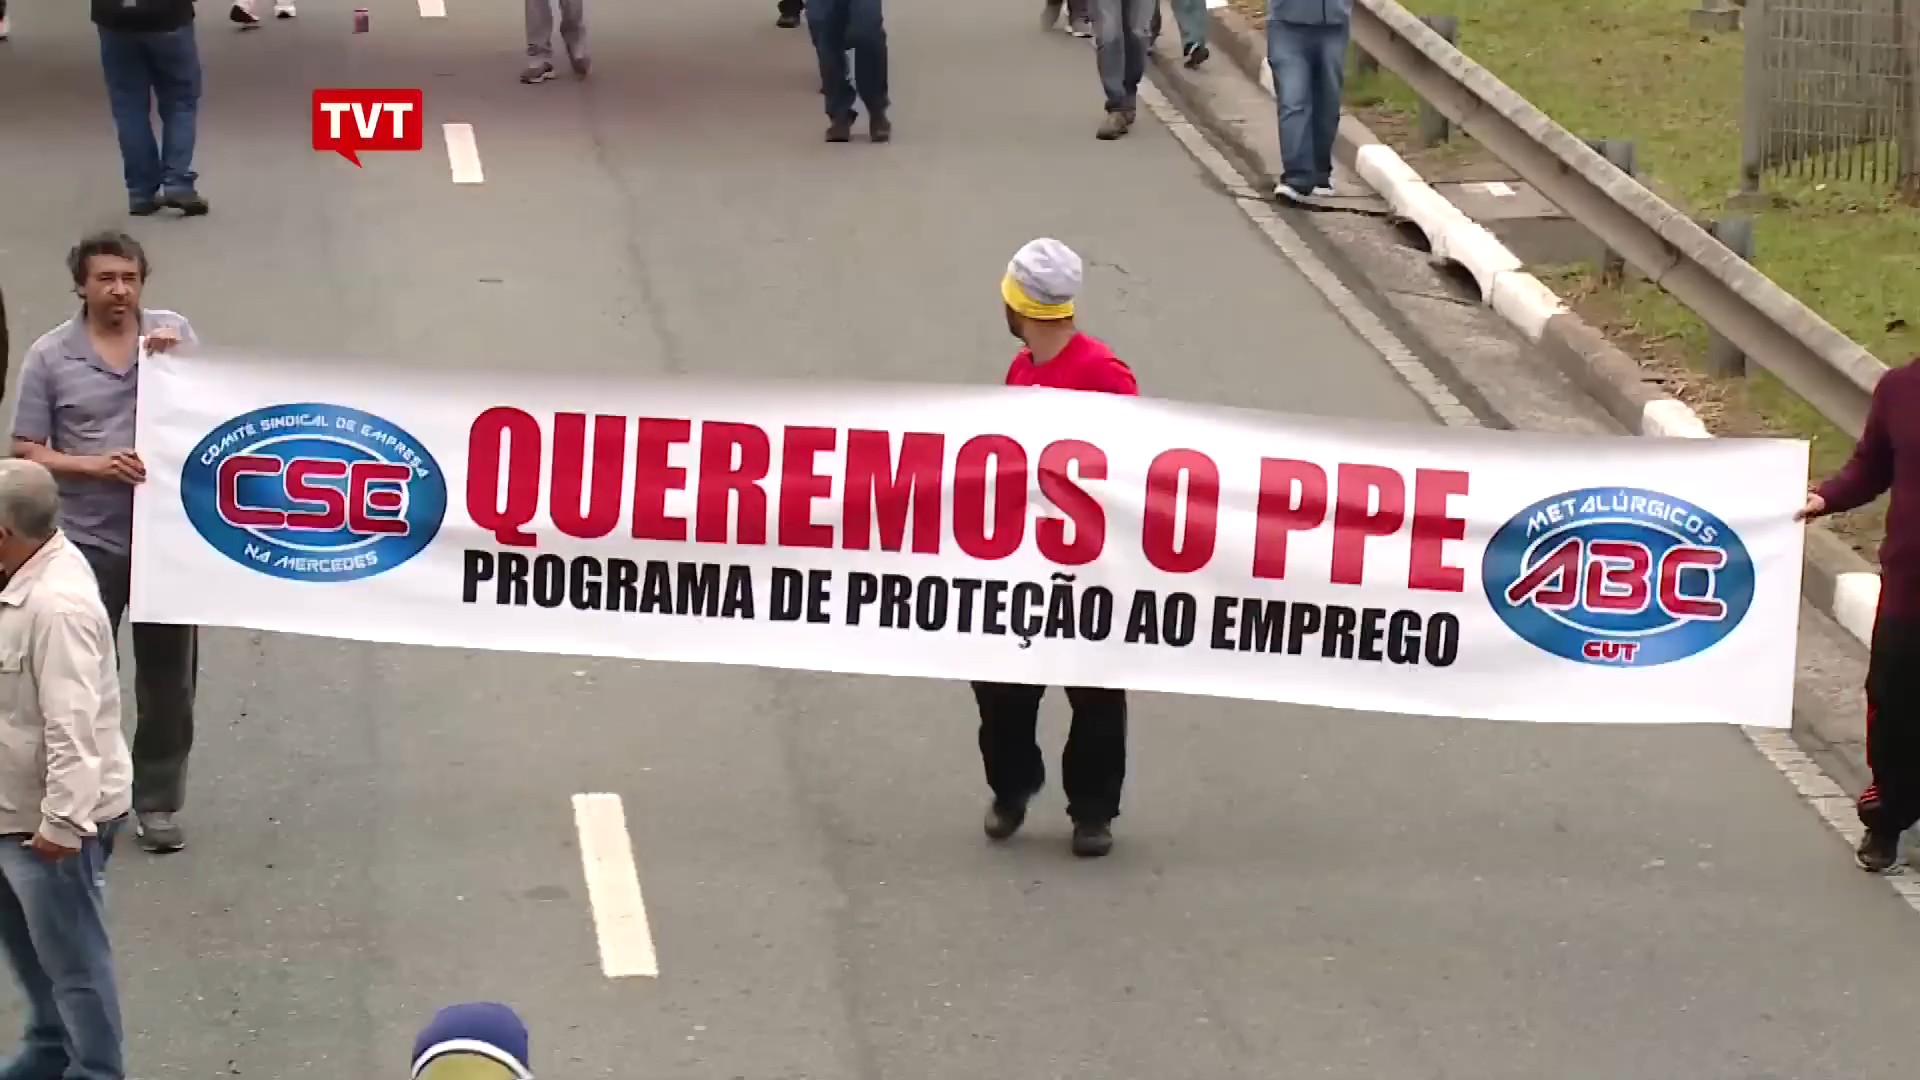 TVT
COMITÊ SINDICAL DE EMPRESA
CSE
NA MERCEDES
QUEREMOS O PPE
PROGRAMA DE PROTEÇÃO AO EMPREGO
METALÚRGICOS
ABC
CUT